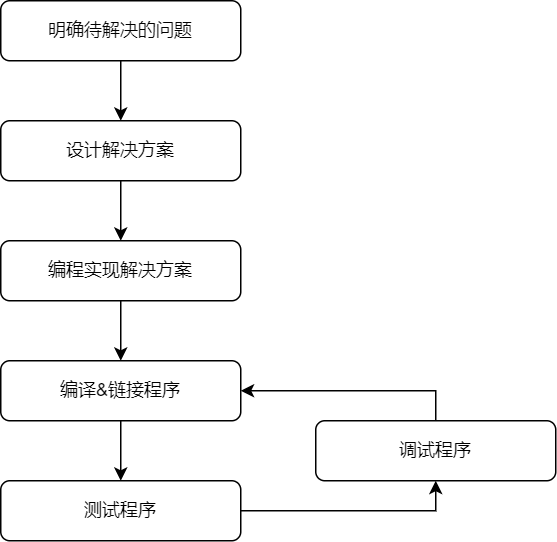 明确待解决的问题
设计解决方案
编程实现解决方案
编译&链接程序
调试程序
测试程序